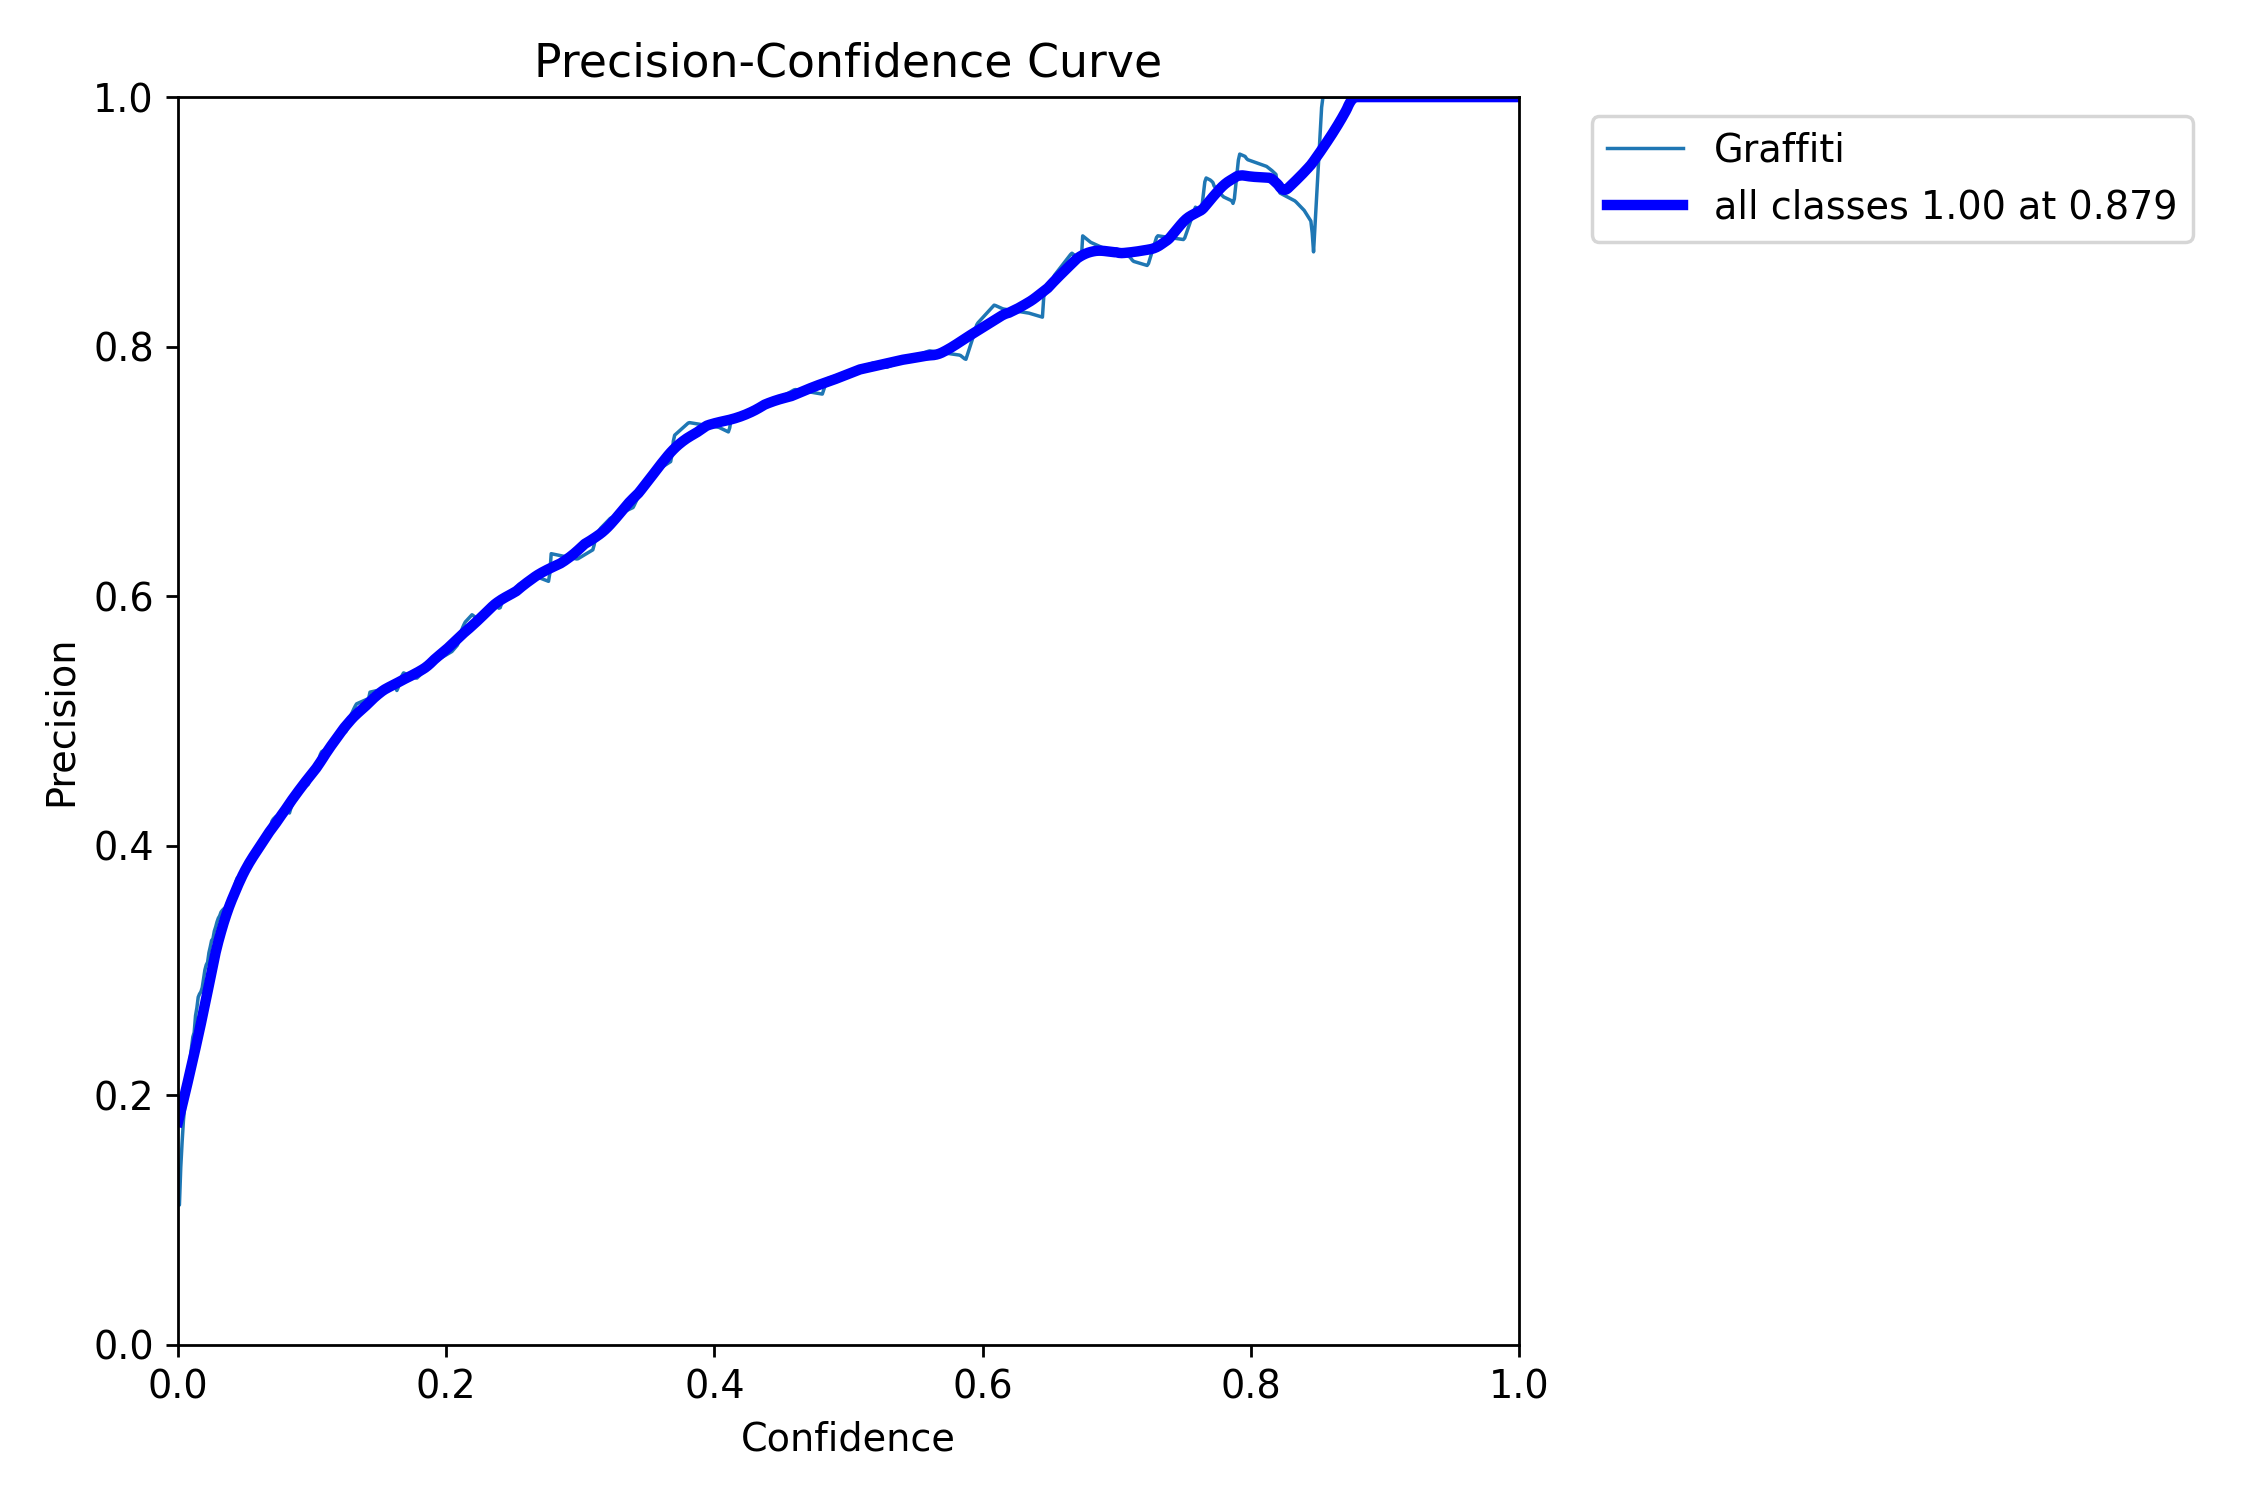 Precision-Confidence Curve
1.0
0.8
0.6
0.4
0.2
0.0
Precision
0.0 0.2 0.4 0.6 0.8 1.0
Confidence
Graffiti
all classes 1.00 at 0.879